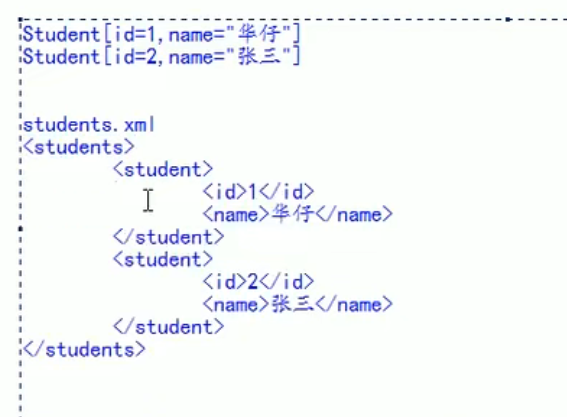 Student[id=1,name="华仔"]
Student[id=2,name="张三"]
students.xml
<students>
<student>
<id>1</id>
<name>华仔</name>
</student>
<student>
<id>2</id>
<name>张三</name>
</student>
</students>